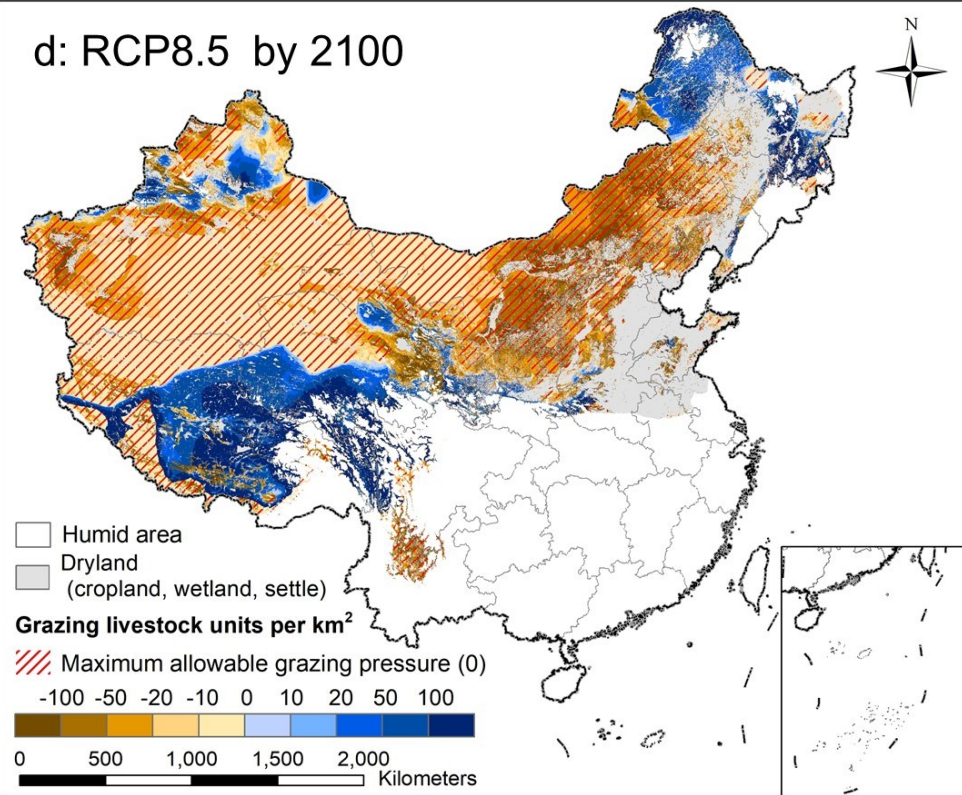 d: RCP8.5 by 2100
N
Humid area
Dryland
(cropland, wetland, settle)
Grazing livestock units per km²
Maximum allowable grazing pressure (0)
-100 -50 -20 -10 0 10 20 50 100
0 500 1,000 1,500 2,000
Kilometers